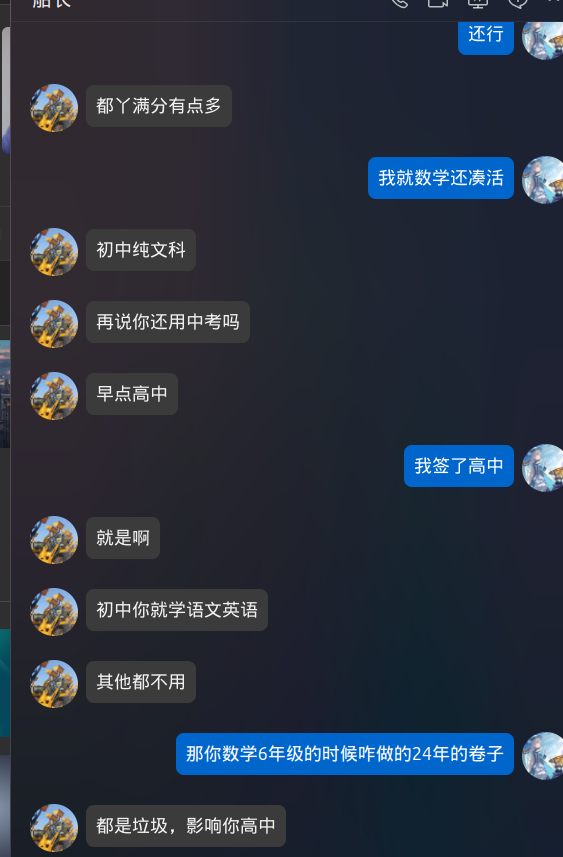 船长
还行
都丫满分有点多
我就数学还凑活
初中纯文科
再说你还用中考吗
早点高中
我签了高中
就是啊
初中你就学语文英语
其他都不用
那你数学6年级的时候咋做的24年的卷子
都是垃圾，影响你高中